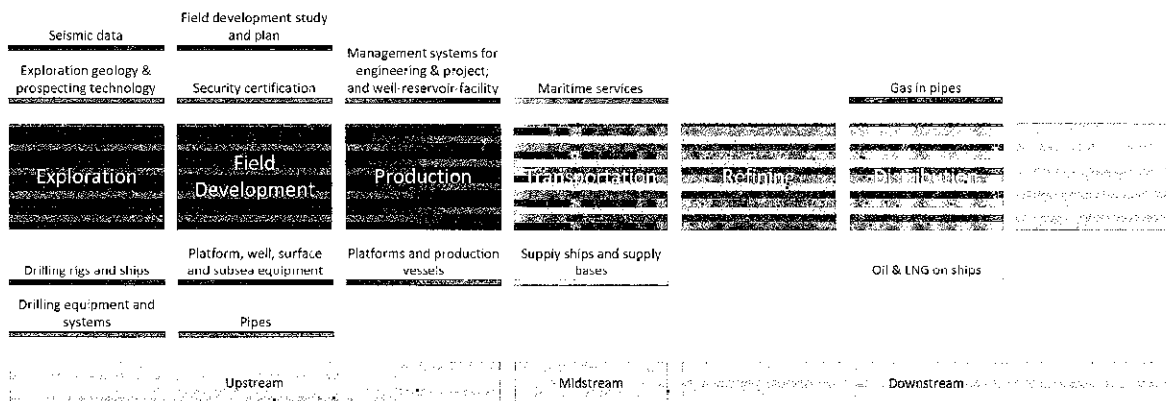 Seismic data
Field development study
and plan
Exploration geology &
prospecting technology
Security certification
Management systems for
engineering & project;
and well-reservoir-facility
Maritime services
Gas in pipes
Exploration
Field
Development
Production
Transportation
Refining
Distribution
Drilling rigs and ships
Platform, well, surface
and subsea equipment
Platforms and production
vessels
Supply ships and supply
bases
Oil & LNG on ships
Drilling equipment and
systems
Pipes
Upstream
Midstream
Downstream